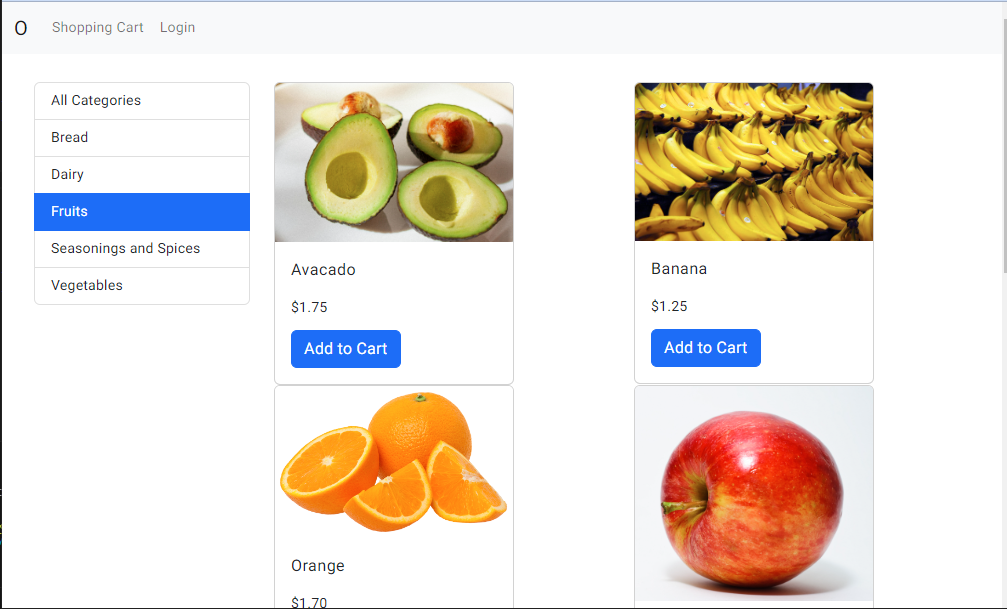 O Shopping Cart Login
All Categories
Bread
Dairy
Fruits
Seasonings and Spices
Vegetables
Avacado
$1.75
Add to Cart
Banana
$1.25
Add to Cart
Orange
$1.70